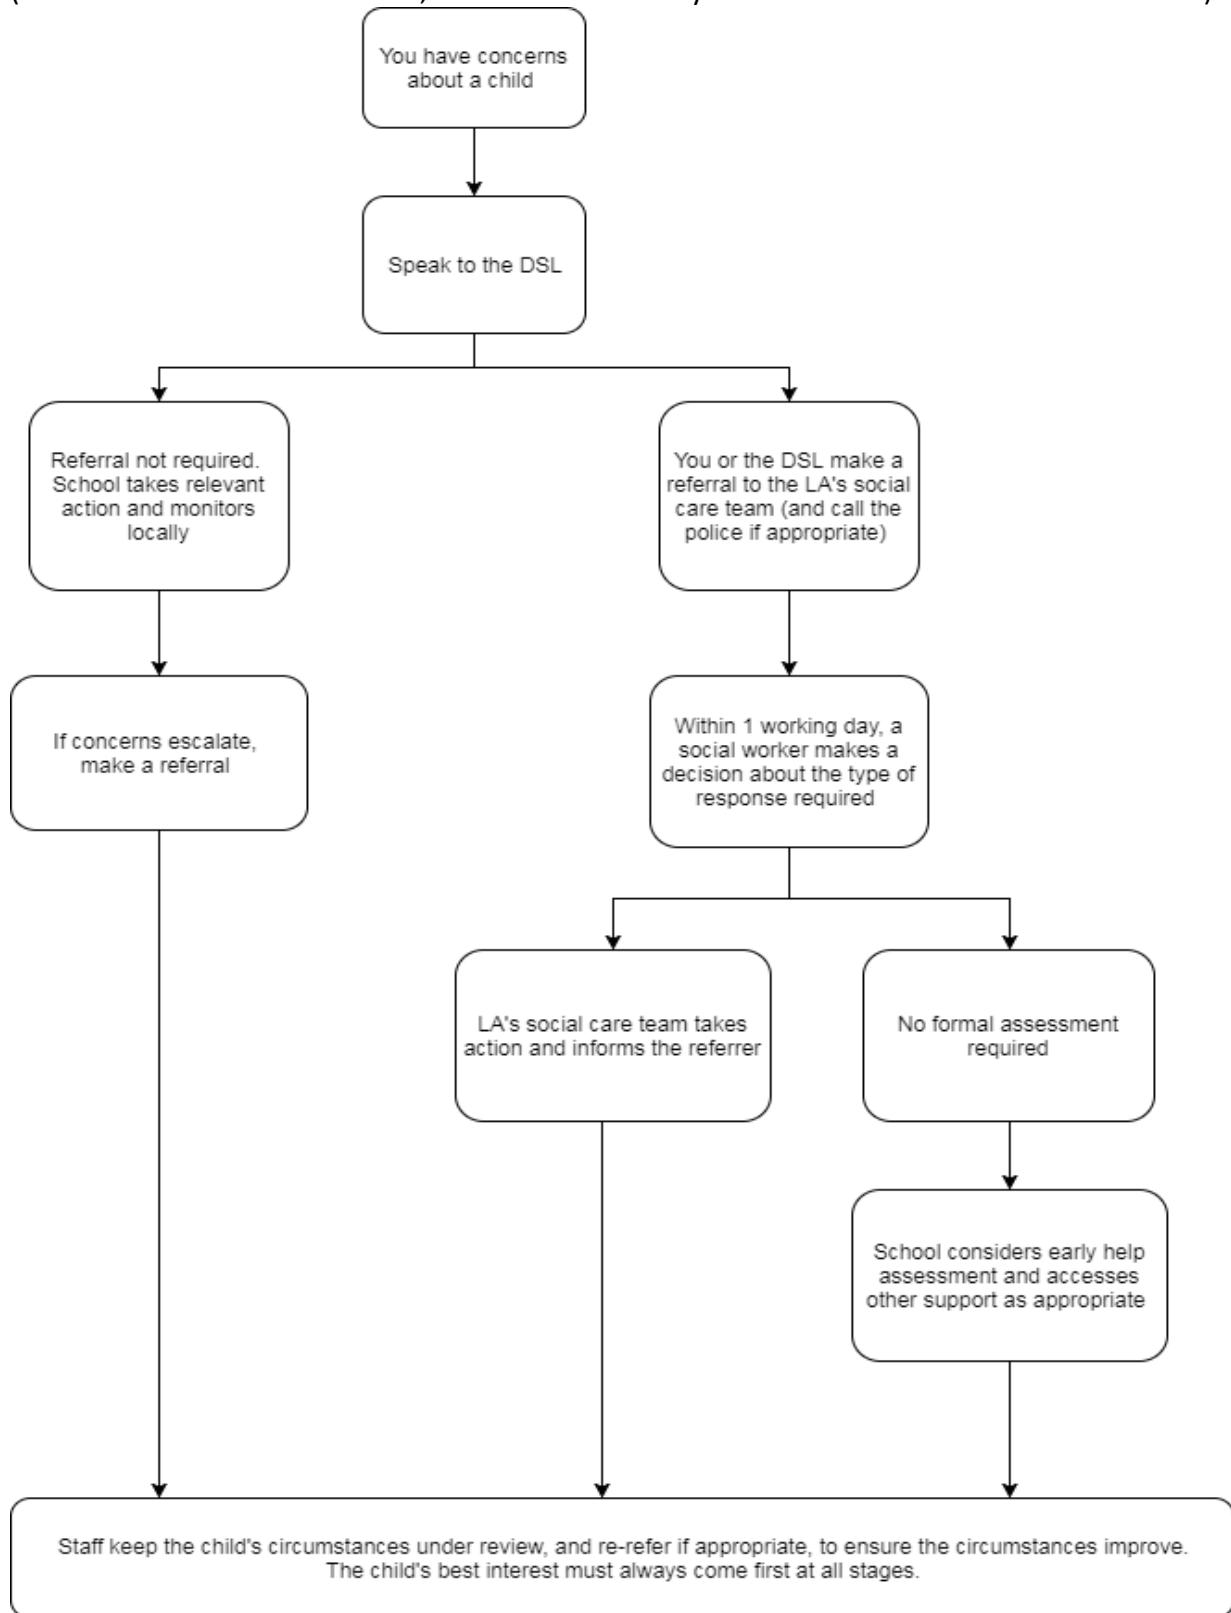 You have concerns
about a child
Speak to the DSL
Referral not required.
School takes relevant
action and monitors
locally
You or the DSL make a
referral to the LA's social
care team (and call the
police if appropriate)
If concerns escalate,
make a referral
Within 1 working day, a
social worker makes a
decision about the type of
response required
LA's social care team takes
action and informs the referrer
No formal assessment
required
School considers early help
assessment and accesses
other support as appropriate
Staff keep the child's circumstances under review, and re-refer if appropriate, to ensure the circumstances improve.
The child's best interest must always come first at all stages.